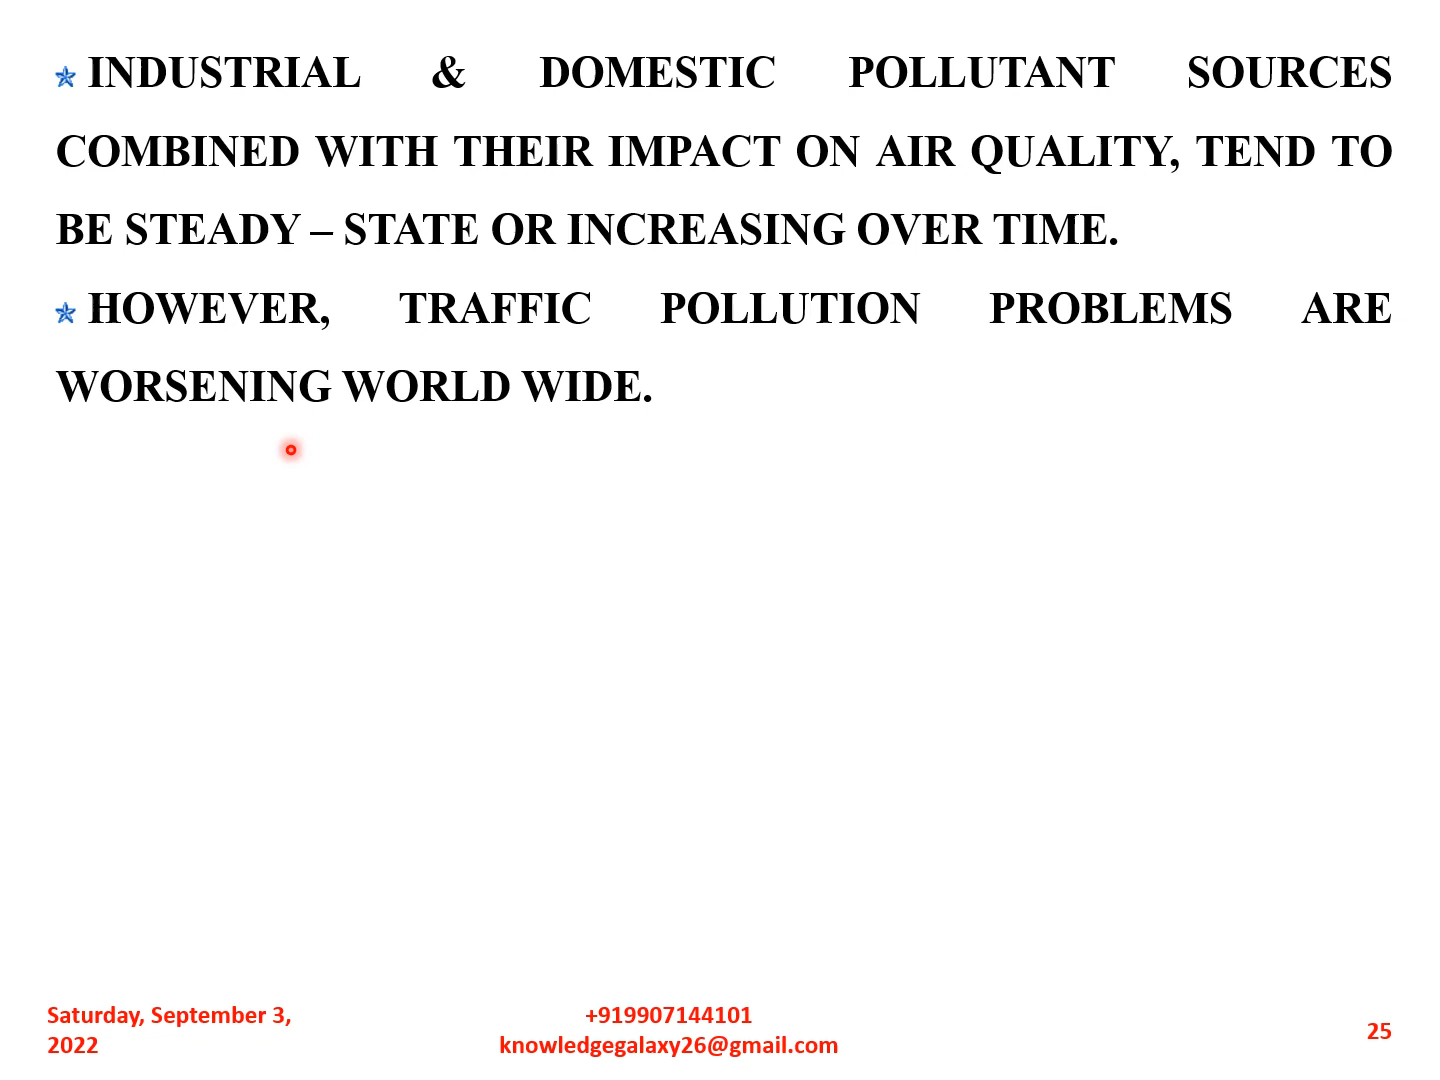 INDUSTRIAL & DOMESTIC POLLUTANT SOURCES
COMBINED WITH THEIR IMPACT ON AIR QUALITY, TEND TO
BE STEADY – STATE OR INCREASING OVER TIME.
HOWEVER, TRAFFIC POLLUTION PROBLEMS ARE
WORSENING WORLD WIDE.
Saturday, September 3,
2022
+919907144101
knowledgegalaxy26@gmail.com
25